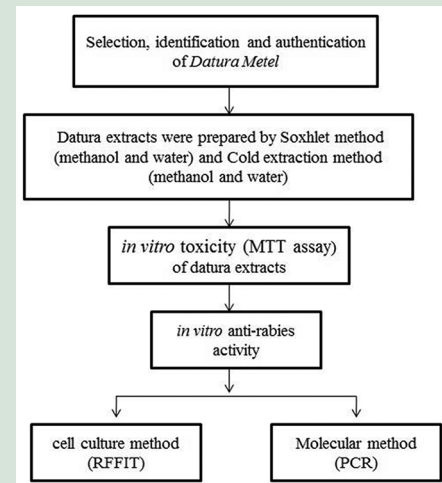 Selection, identification and authentication
of Datura Metel
Datura extracts were prepared by Soxhlet method
(methanol and water) and Cold extraction method
(methanol and water)
in vitro toxicity (MTT assay)
of datura extracts
in vitro anti-rabies
activity
cell culture method
(RFFIT)
Molecular method
(PCR)